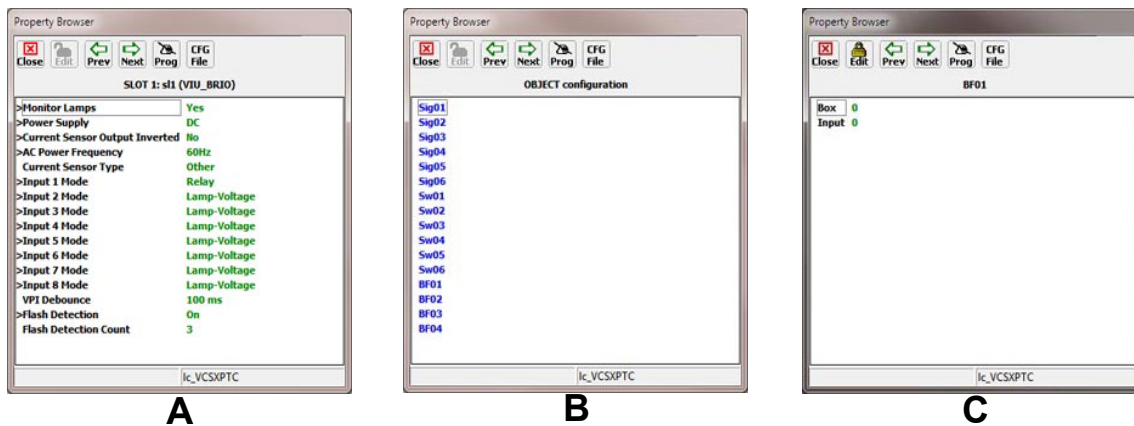 Property Browser
Close Edit Prev Next Prog CFG File
SLOT 1: sl1 (VIU_BRIO)
>Monitor Lamps Yes
>Power Supply DC
>Current Sensor Output Inverted No
>AC Power Frequency 60Hz
Current Sensor Type Other
>Input 1 Mode Relay
>Input 2 Mode Lamp-Voltage
>Input 3 Mode Lamp-Voltage
>Input 4 Mode Lamp-Voltage
>Input 5 Mode Lamp-Voltage
>Input 6 Mode Lamp-Voltage
>Input 7 Mode Lamp-Voltage
>Input 8 Mode Lamp-Voltage
VPI Debounce 100 ms
>Flash Detection On
Flash Detection Count 3
lc_VCSXPTC
A
Property Browser
Close Edit Prev Next Prog CFG File
OBJECT configuration
Sig01
Sig02
Sig03
Sig04
Sig05
Sig06
Sw01
Sw02
Sw03
Sw04
Sw05
Sw06
BF01
BF02
BF03
BF04
lc_VCSXPTC
B
Property Browser
Close Edit Prev Next Prog CFG File
BF01
Box 0
Input 0
lc_VCSXPTC
C